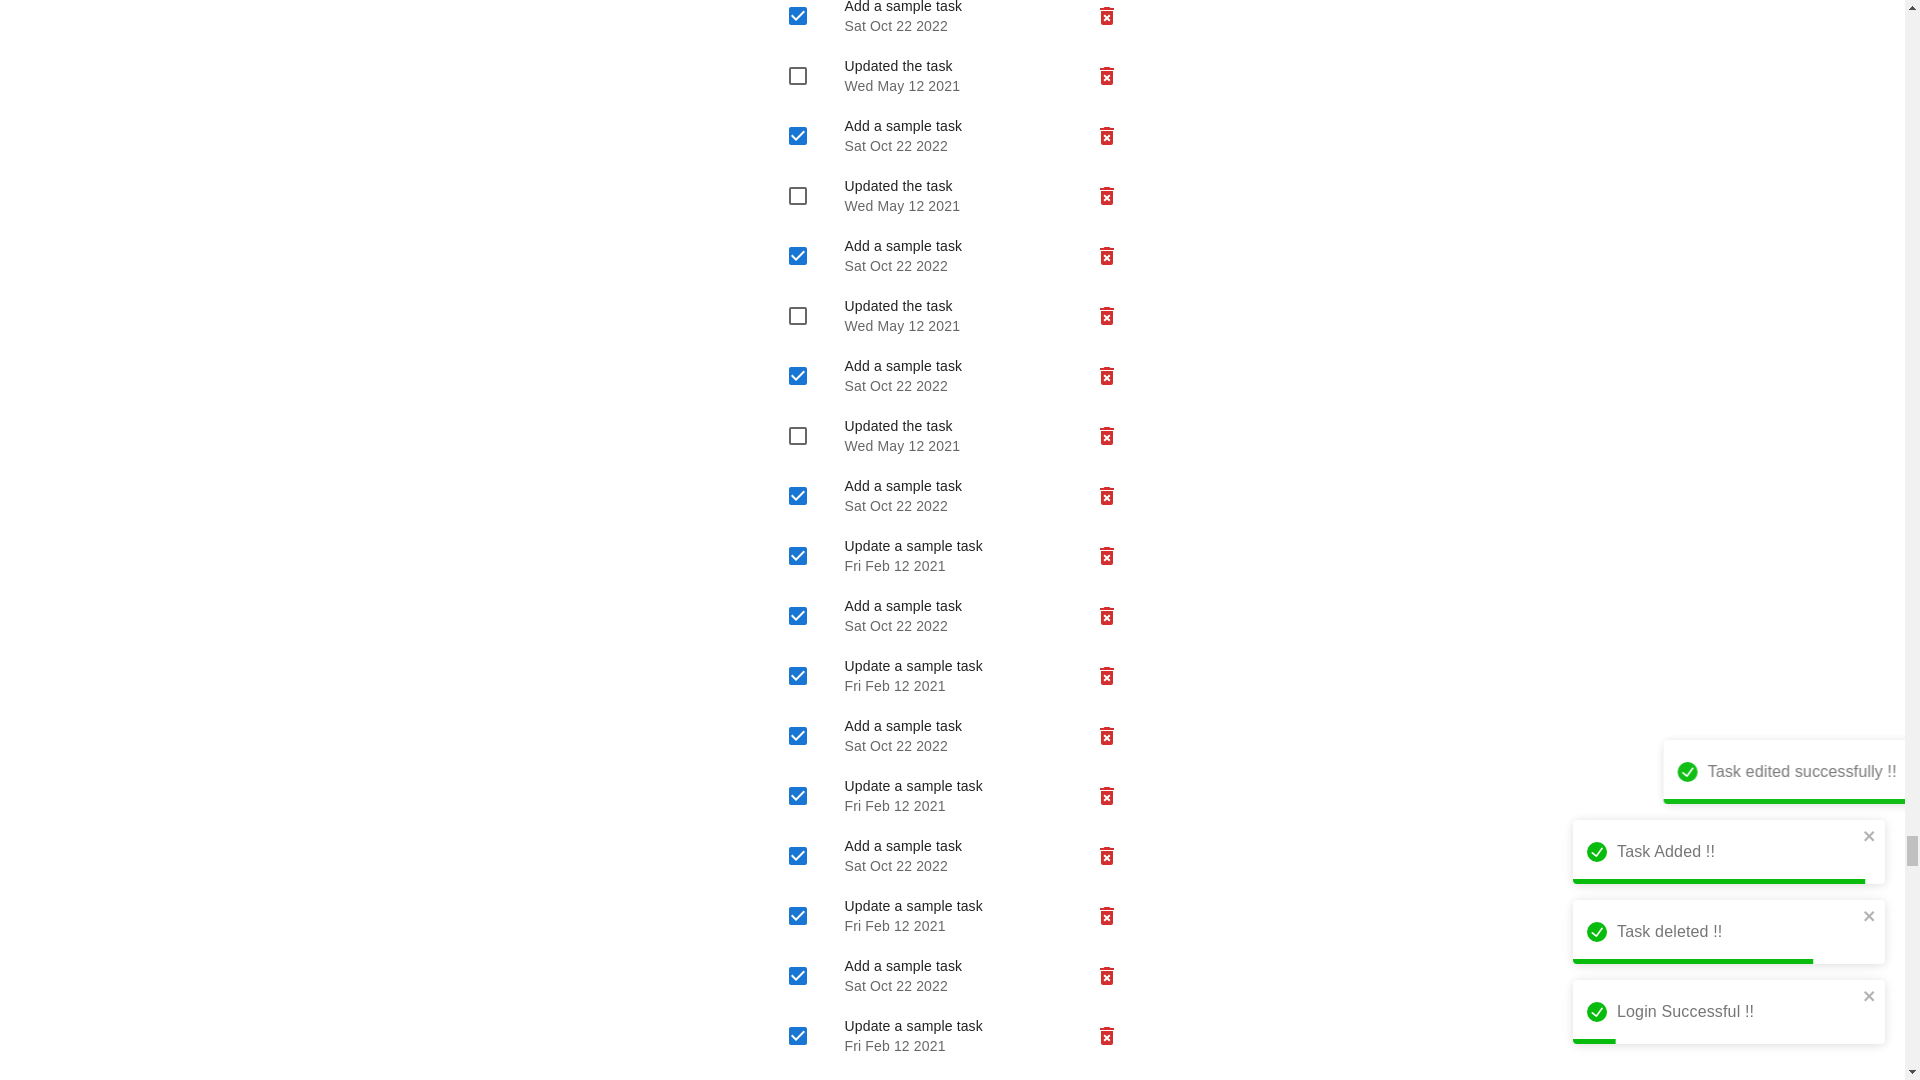 Add a sample task
Sat Oct 22 2022
Updated the task
Wed May 12 2021
Add a sample task
Sat Oct 22 2022
Updated the task
Wed May 12 2021
Add a sample task
Sat Oct 22 2022
Updated the task
Wed May 12 2021
Add a sample task
Sat Oct 22 2022
Updated the task
Wed May 12 2021
Add a sample task
Sat Oct 22 2022
Update a sample task
Fri Feb 12 2021
Add a sample task
Sat Oct 22 2022
Update a sample task
Fri Feb 12 2021
Add a sample task
Sat Oct 22 2022
Update a sample task
Fri Feb 12 2021
Add a sample task
Sat Oct 22 2022
Update a sample task
Fri Feb 12 2021
Add a sample task
Sat Oct 22 2022
Update a sample task
Fri Feb 12 2021
Task edited successfully !!
Task Added !!
Task deleted !!
Login Successful !!